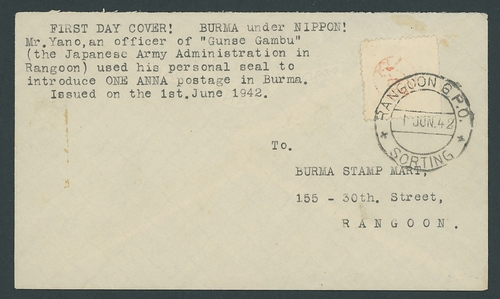 FIRST DAY COVER! BURMA under NIPPON!
Mr.Yano,an officer of "Gunse Gambu"
(the Japanese Army Administration in
Rangoon) used his personal seal to
introduce ONE ANNA postage in Burma.
Issued on the 1st.June 1942.
RANGOON G.P.O.
1 JUN. 42
SORTING
To.
BURMA STAMP MART,
155 - 30th. Street,
RANGOON.